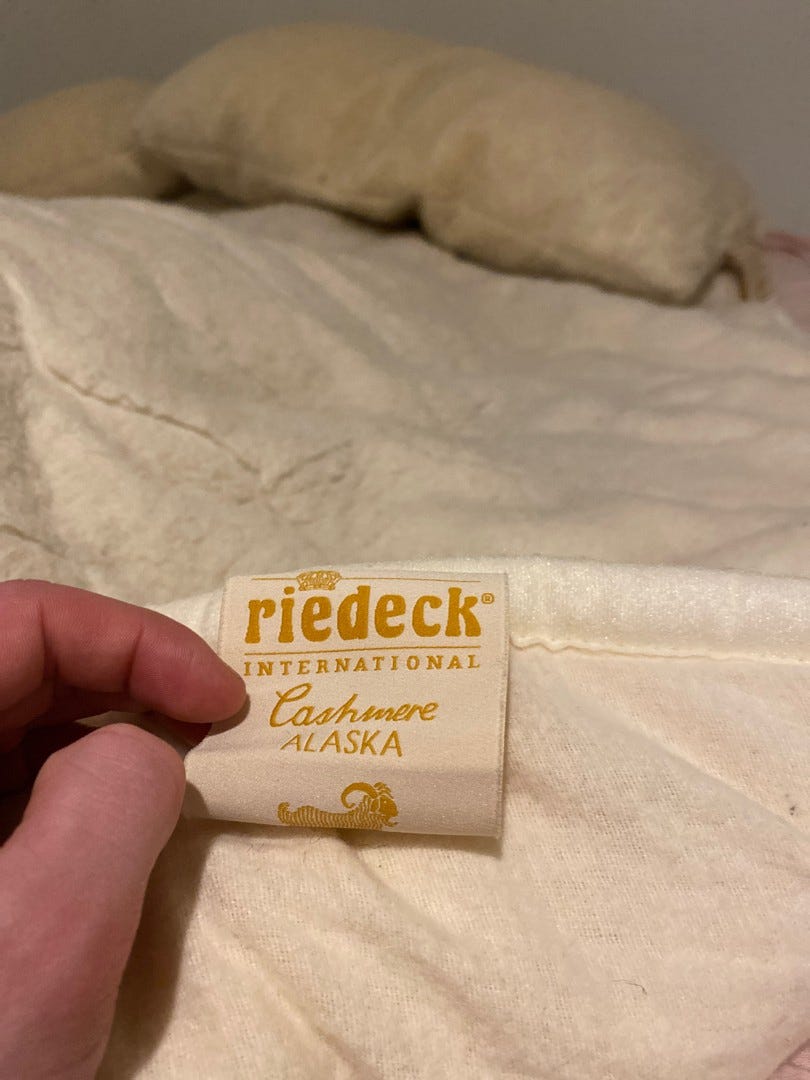 riedeck®
INTERNATIONAL
Cashmere
ALASKA